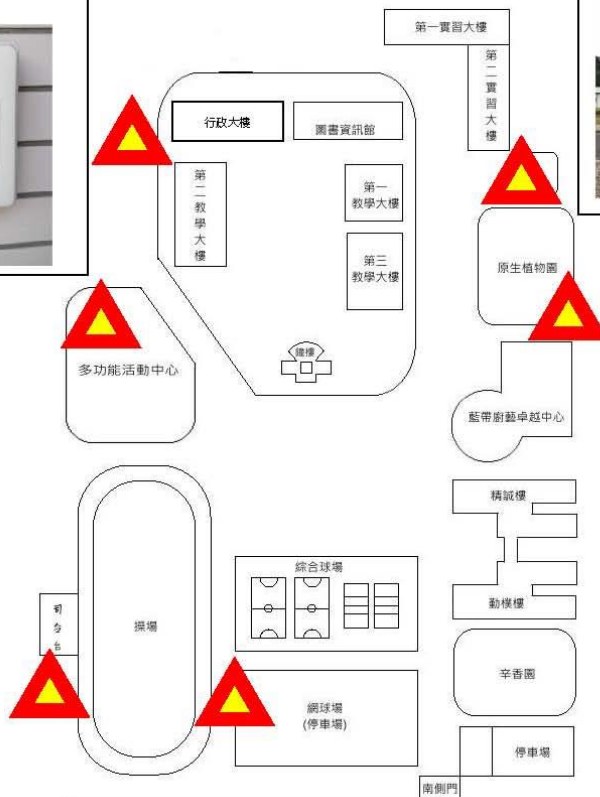 第一實習大樓
第二實習大樓
行政大樓
圖書資訊館
第二教學大樓
第一
教學大樓
第三
教學大樓
原生植物園
鐘樓
多功能活動中心
藍帶廚藝卓越中心
精誠樓
綜合球場
勤樸樓
司令台
操場
辛香園
網球場
(停車場)
停車場
南側門